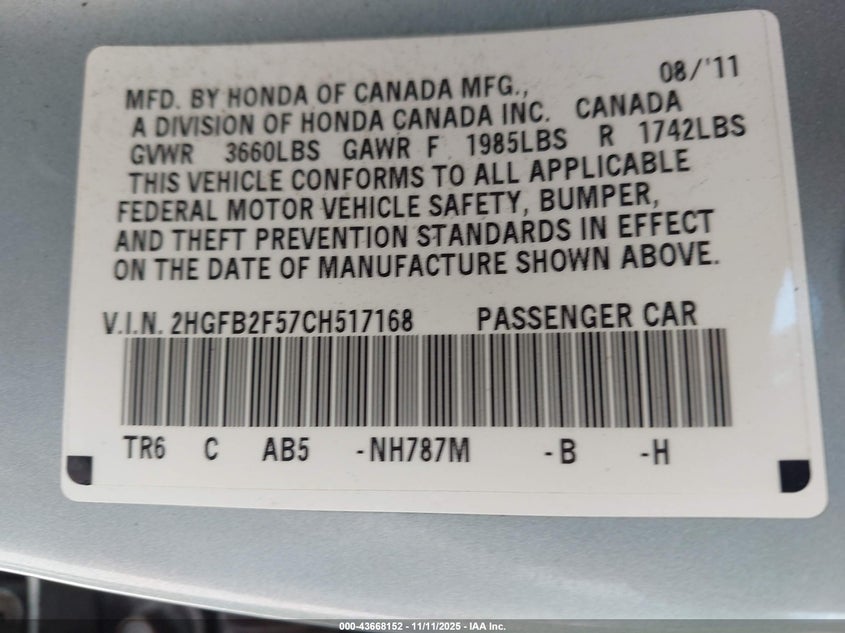 08/'11
MFD. BY HONDA OF CANADA MFG.,
A DIVISION OF HONDA CANADA INC. CANADA
GVWR 3660LBS GAWR F 1985LBS R 1742LBS
THIS VEHICLE CONFORMS TO ALL APPLICABLE
FEDERAL MOTOR VEHICLE SAFETY, BUMPER,
AND THEFT PREVENTION STANDARDS IN EFFECT
ON THE DATE OF MANUFACTURE SHOWN ABOVE.
V.I.N. 2HGFB2F57CH517168 PASSENGER CAR
TR6 C AB5 -NH787M -B -H
000-43668152 - 11/11/2025 - IAA Inc.